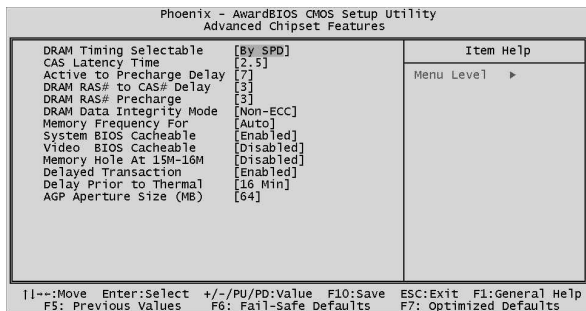 Phoenix - AwardBIOS CMOS Setup Utility
Advanced Chipset Features
DRAM Timing Selectable [By SPD]
CAS Latency Time [2.5]
Active to Precharge Delay [7]
DRAM RAS# to CAS# Delay [3]
DRAM RAS# Precharge [3]
DRAM Data Integrity Mode [Non-ECC]
Memory Frequency For [Auto]
System BIOS Cacheable [Enabled]
Video BIOS Cacheable [Disabled]
Memory Hole At 15M-16M [Disabled]
Delayed Transaction [Enabled]
Delay Prior to Thermal [16 Min]
AGP Aperture Size (MB) [64]
Item Help
Menu Level ▶
↑↓→←:Move Enter:Select +/-/PU/PD:Value F10:Save ESC:Exit F1:General Help
F5: Previous Values F6: Fail-Safe Defaults F7: Optimized Defaults